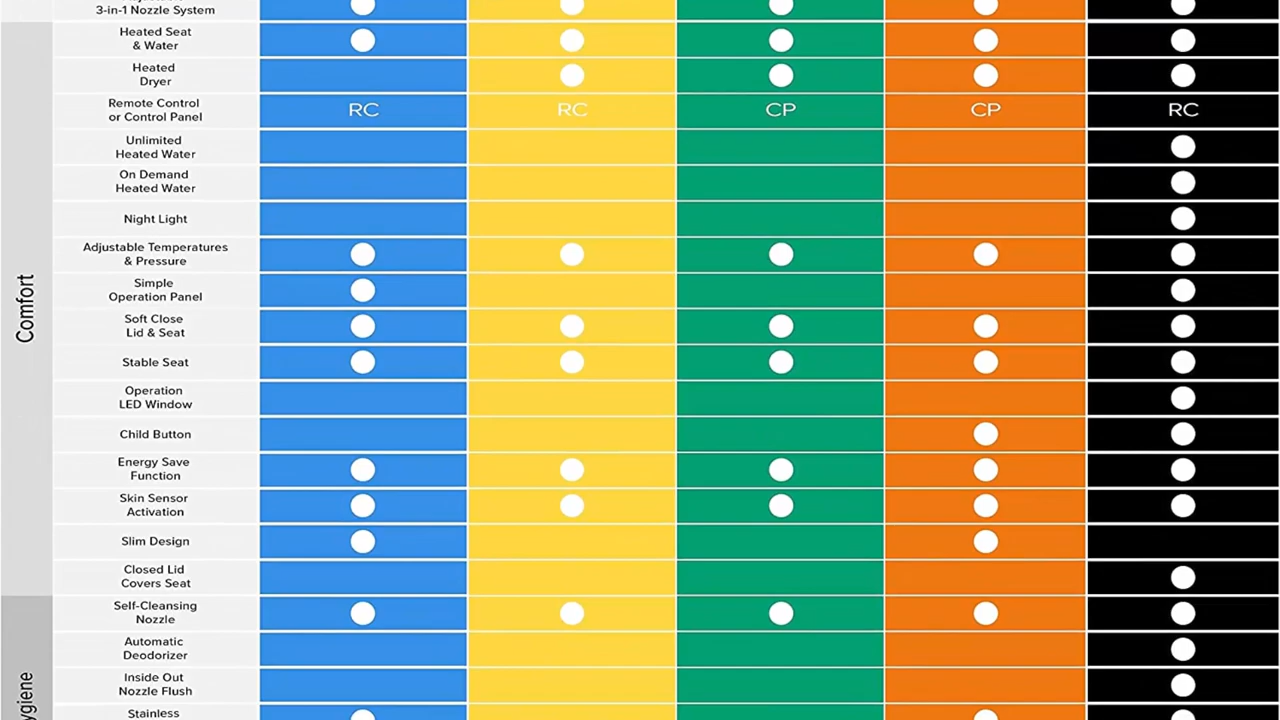 3-in-1 Nozzle System
Heated Seat
& Water
Heated
Dryer
Remote Control
or Control Panel
RC
RC
CP
CP
RC
Unlimited
Heated Water
On Demand
Heated Water
Night Light
Adjustable Temperatures
& Pressure
Simple
Operation Panel
Soft Close
Lid & Seat
Stable Seat
Operation
LED Window
Child Button
Energy Save
Function
Skin Sensor
Activation
Slim Design
Closed Lid
Covers Seat
Comfort
Self-Cleansing
Nozzle
Automatic
Deodorizer
Inside Out
Nozzle Flush
Stainless
ygiene